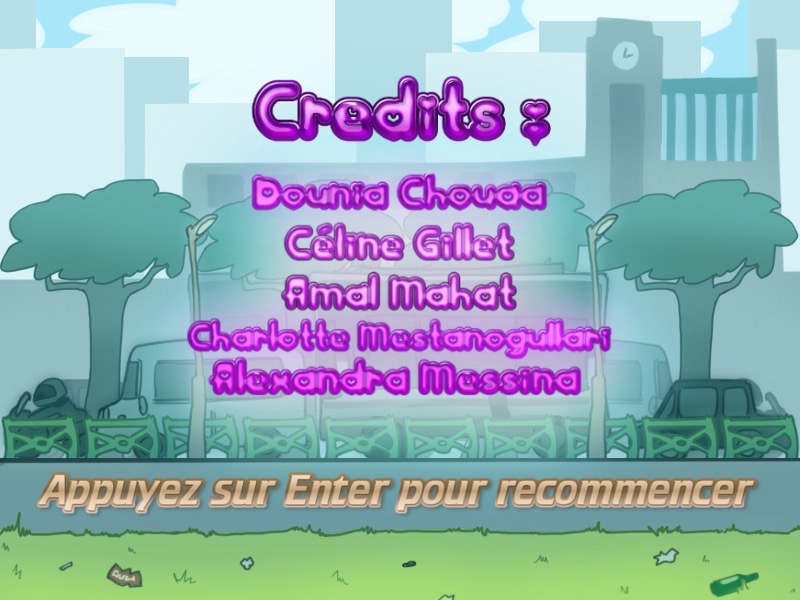 Credits :
Dounia Chouaa
Céline Gillet
Amal Mahat
Charlotte Mestanogullari
Alexandra Messina
Appuyez sur Enter pour recommencer